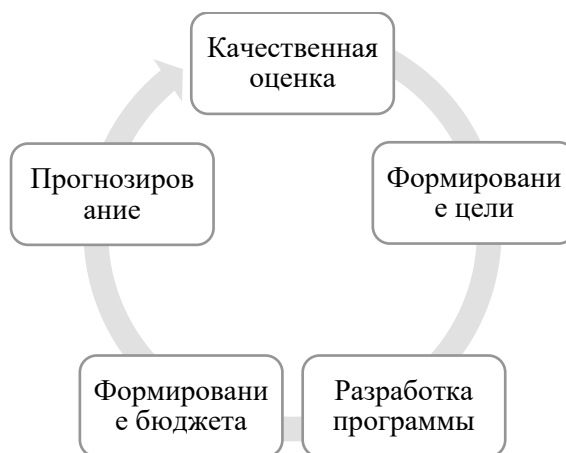 Качественная
оценка
Формировани
е цели
Разработка
программы
Формировани
е бюджета
Прогнозиров
ание